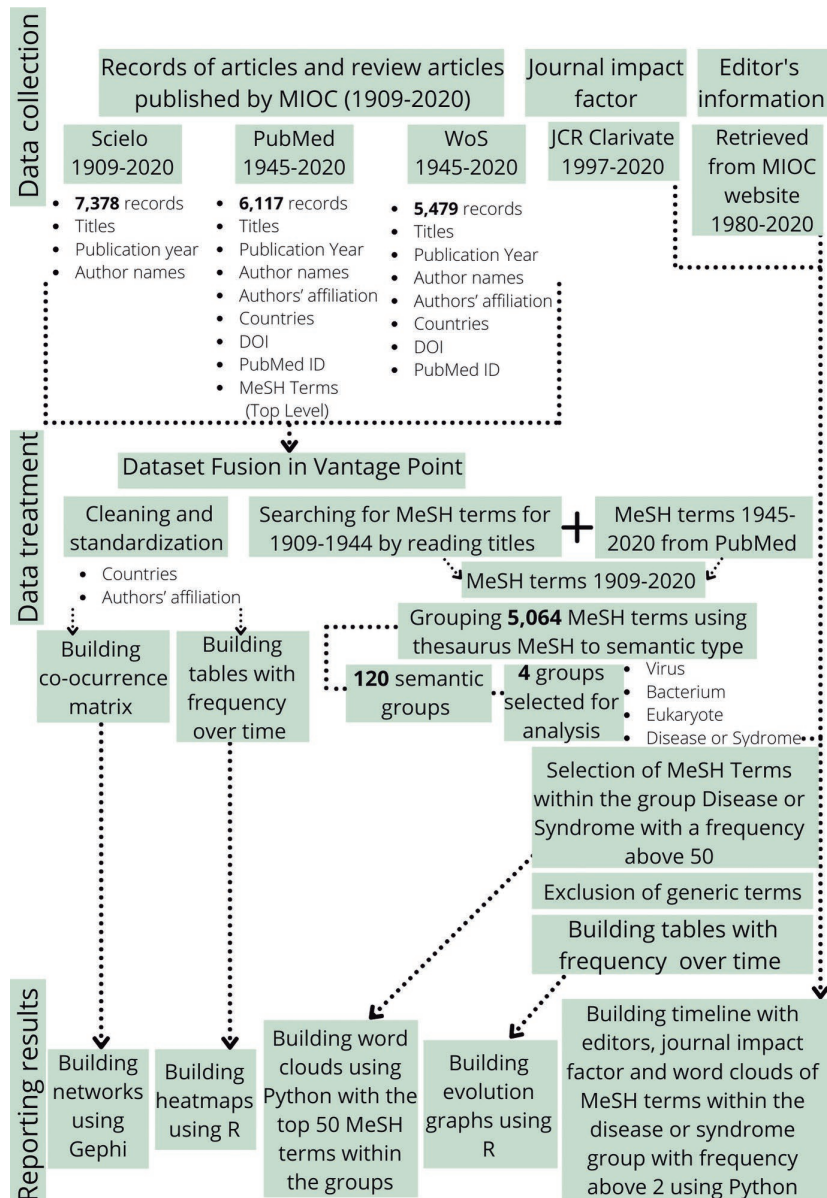 Data collection
Records of articles and review articles
published by MIOC (1909-2020)
Journal impact
factor
Editor's
information
Scielo
1909-2020
PubMed
1945-2020
WoS
1945-2020
JCR Clarivate
1997-2020
Retrieved
from MIOC
website
1980-2020
• 7,378 records
• Titles
• Publication year
• Author names
• 6,117 records
• Titles
• Publication Year
• Author names
• Authors' affiliation
• Countries
• DOI
• PubMed ID
• MeSH Terms
(Top Level)
• 5,479 records
• Titles
• Publication Year
• Author names
• Authors' affiliation
• Countries
• DOI
• PubMed ID
Data treatment
Dataset Fusion in Vantage Point
Cleaning and
standardization
• Countries
• Authors' affiliation
Searching for MeSH terms for
1909-1944 by reading titles
+
MeSH terms 1945-
2020 from PubMed
MeSH terms 1909-2020
Grouping 5,064 MeSH terms using
thesaurus MeSH to semantic type
Building
co-ocurrence
matrix
Building
tables with
frequency
over time
120 semantic
groups
4 groups
selected for
analysis
• Virus
• Bacterium
• Eukaryote
• Disease or Sydrome
Selection of MeSH Terms
within the group Disease or
Syndrome with a frequency
above 50
Exclusion of generic terms
Building tables with
frequency over time
Reporting results
Building
networks
using
Gephi
Building
heatmaps
using R
Building word
clouds using
Python with the
top 50 MeSH
terms within
the groups
Building
evolution
graphs using
R
Building timeline with
editors, journal impact
factor and word clouds of
MeSH terms within the
disease or syndrome
group with frequency
above 2 using Python